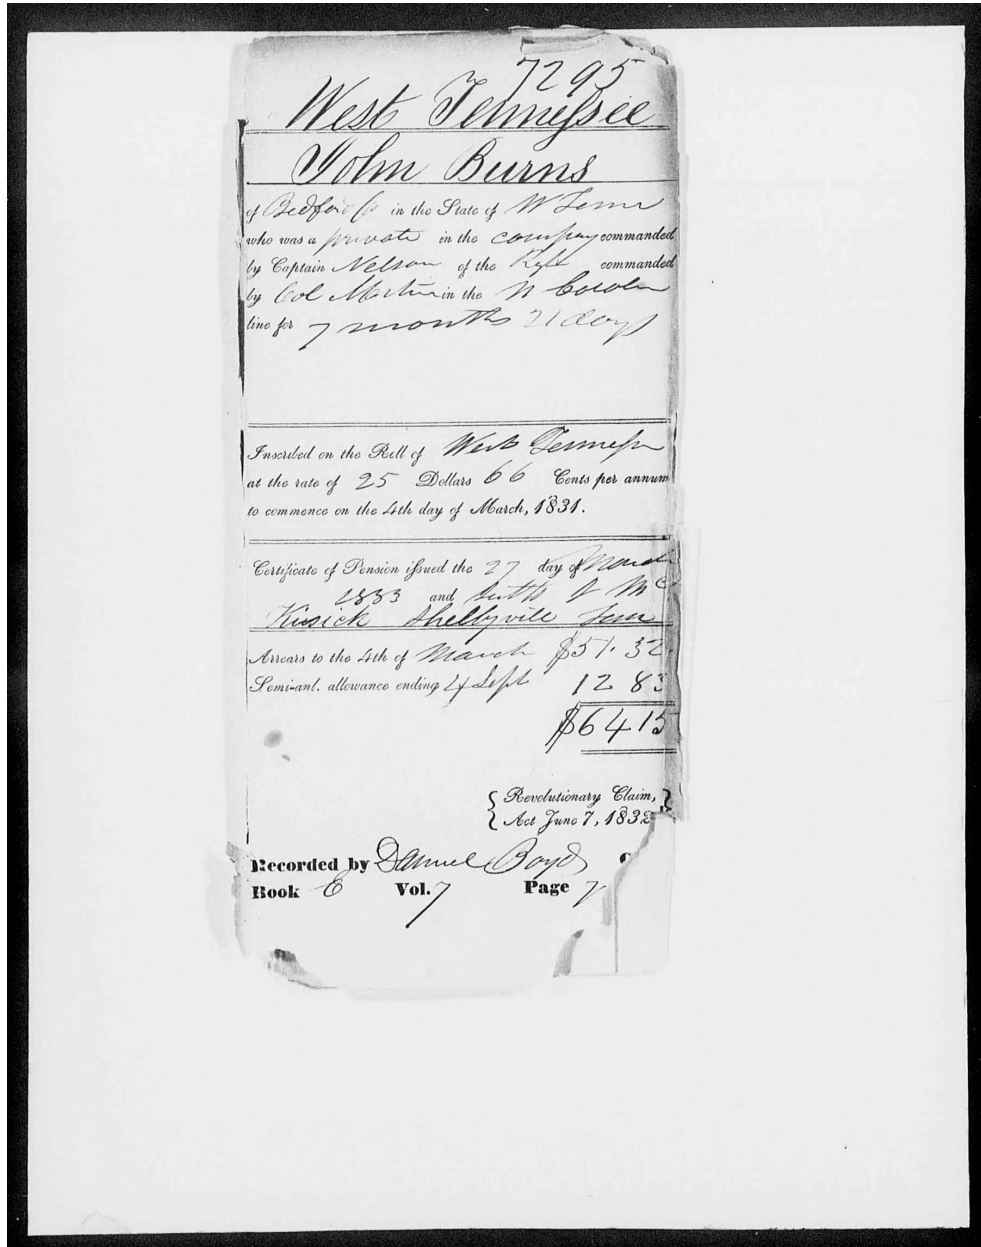 7295
West Tennessee
John Burns
of Bedford Co in the State of W Tenn
who was a private in the company commanded
by Captain Nelson of the Regt commanded
by Col Martin in the N Carolin
line for 7 months 21 days
Inscribed on the Roll of West Tennessee
at the rate of 25 Dollars 66 Cents per annum
to commence on the 4th day of March, 1831.
Certificate of Pension issued the 27 day of March
1833 and J Mc
Kisick Shelbyvile Tenn
Arrears to the 4th of March $51.32
Semi-anl. allowance ending 4 Sept 12 83
$64 15
Revolutionary Claim,
Act June 7, 1832
Recorded by Daniel Boyd
Book E Vol. 7 Page 7